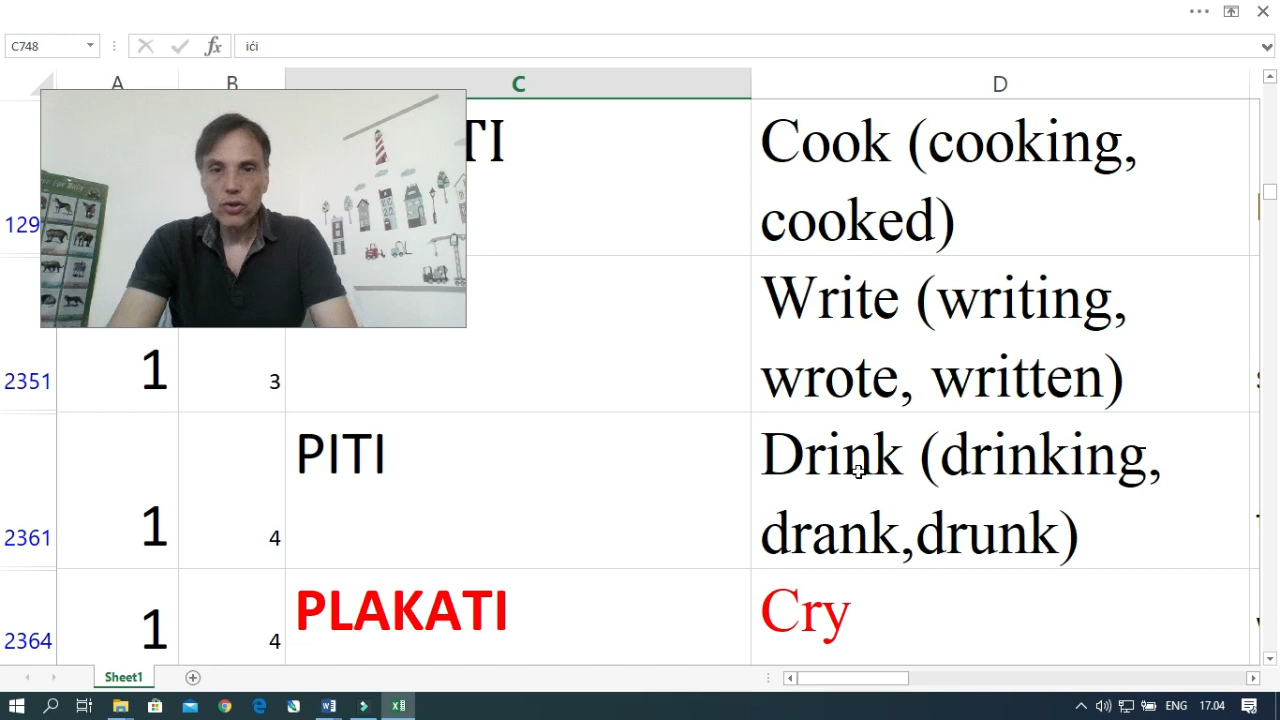 C748
fx
ići
A
B
C
D
TI
Cook (cooking,
cooked)
129
Write (writing,
wrote, written)
2351
1
3
PITI
Drink (drinking,
drank,drunk)
2361
1
4
PLAKATI
Cry
2364
1
4
Sheet1
ENG
17.04